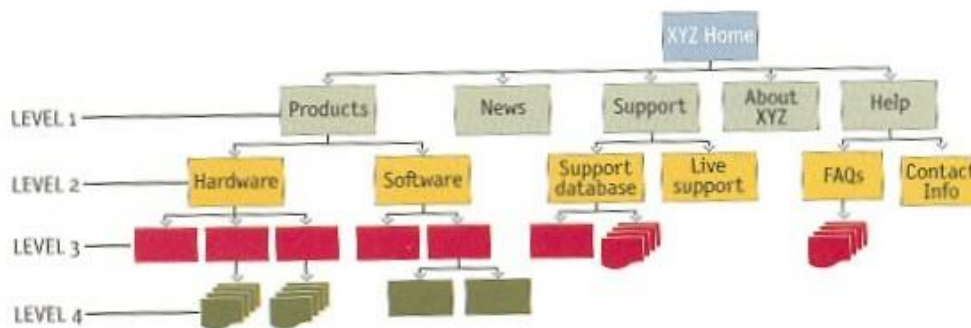 XYZ Home
LEVEL 1
Products
News
Support
About
XYZ
Help
LEVEL 2
Hardware
Software
Support
database
Live
support
FAQs
Contact
Info
LEVEL 3
LEVEL 4